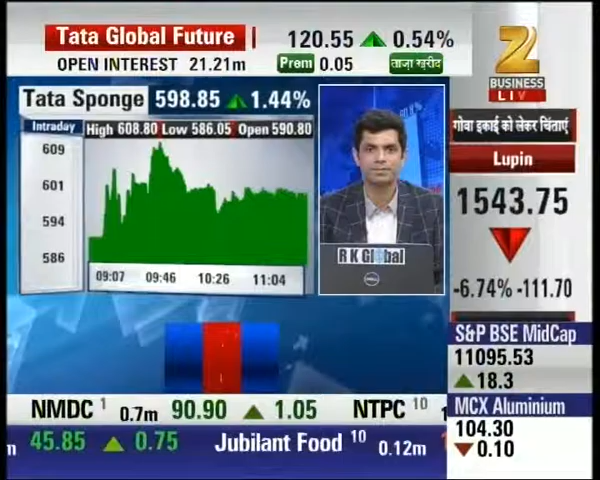 Tata Global Future
120.55 0.54%
OPEN INTEREST 21.21m
Prem 0.05
ताज़ा खरीद
Z
BUSINESS
LIV
Tata Sponge 598.85 1.44%
Intraday High 608.80 Low 586.05 Open 590.80
609
601
594
586
09:07 09:46 10:26 11:04
R K Global
DELL
गोवा इकाई को लेकर चिंताएं
Lupin
1543.75
-6.74% -111.70
S&P BSE MidCap
11095.53
18.3
MCX Aluminium
104.30
0.10
NMDC 1 0.7m 90.90 1.05 NTPC 10
m 45.85 0.75 Jubilant Food 10 0.12m